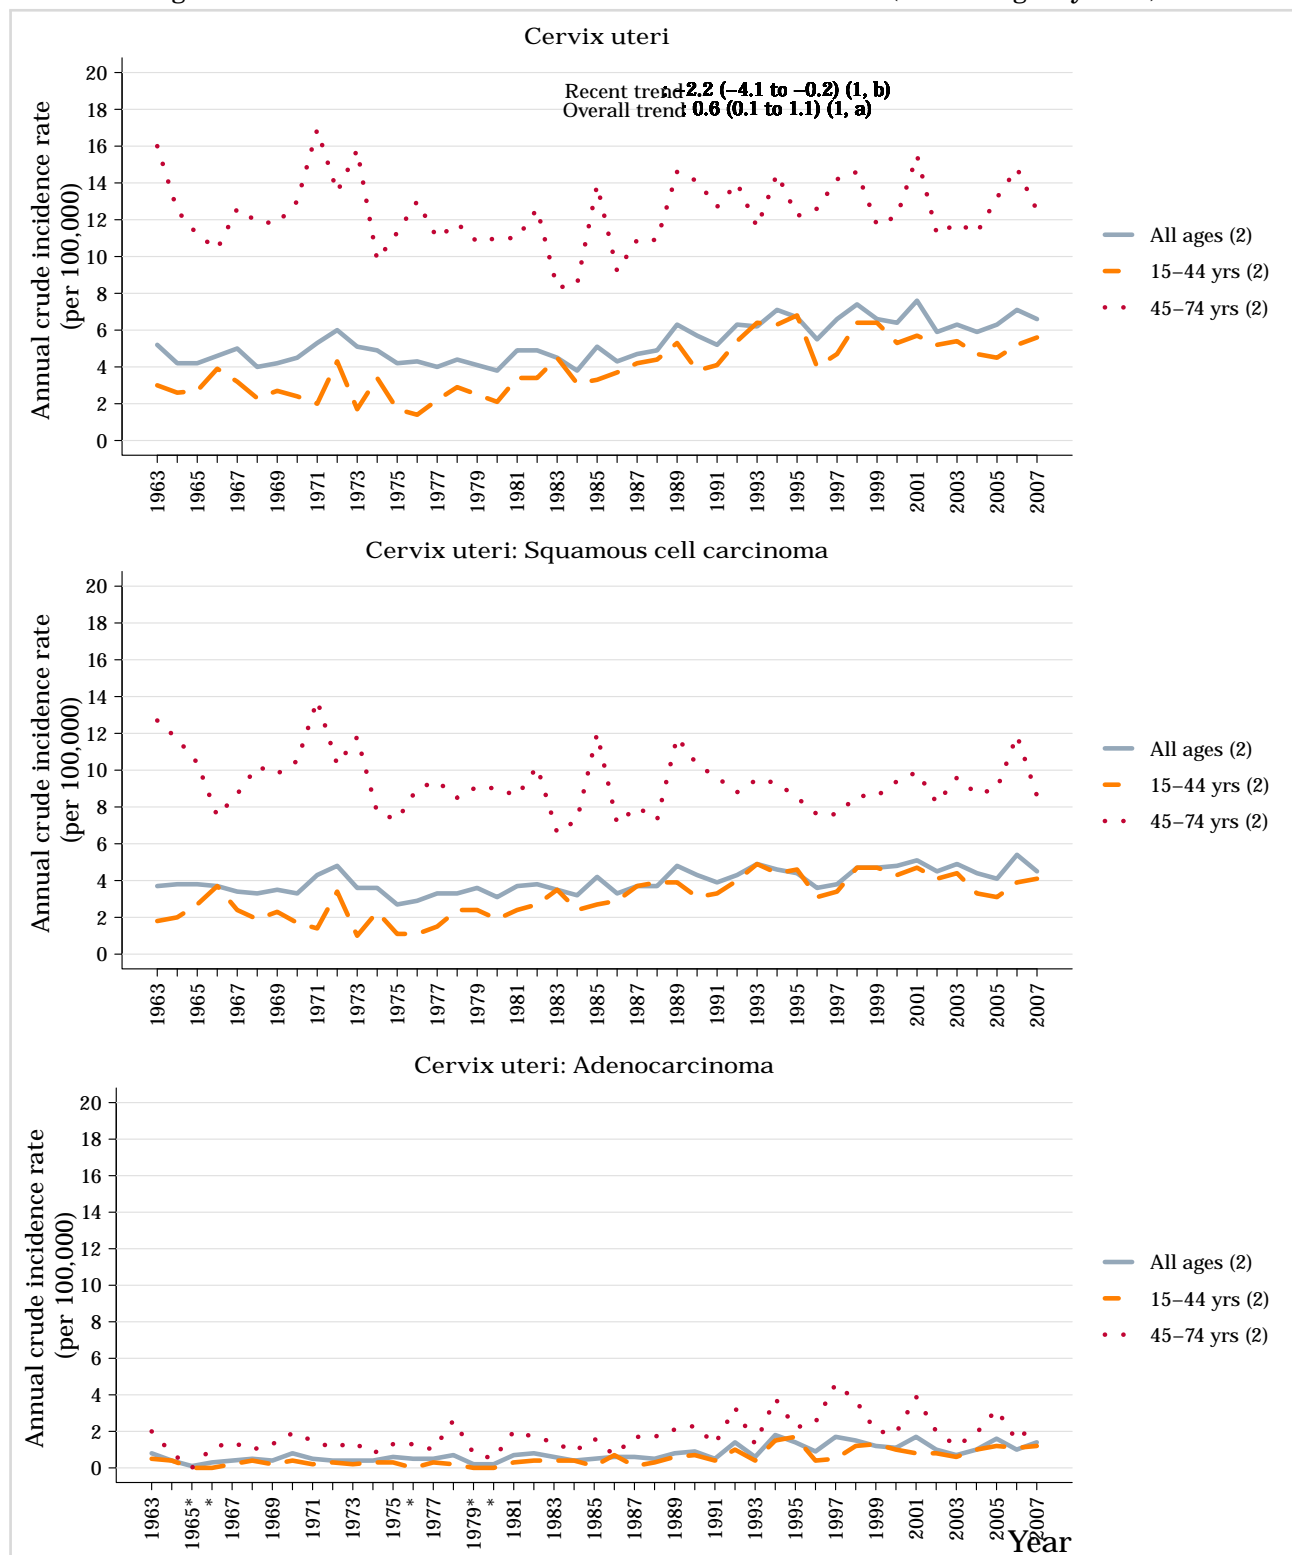 Cervix uteri
20
18
16
14
12
10
8
6
4
2
0
Annual crude incidence rate
(per 100,000)
Recent trend: −2.2 (−4.1 to −0.2) (1, b)
Overall trend: 0.6 (0.1 to 1.1) (1, a)
1963 1965 1967 1969 1971 1973 1975 1977 1979 1981 1983 1985 1987 1989 1991 1993 1995 1997 1999 2001 2003 2005 2007
All ages (2)
15−44 yrs (2)
45−74 yrs (2)
Cervix uteri: Squamous cell carcinoma
20
18
16
14
12
10
8
6
4
2
0
Annual crude incidence rate
(per 100,000)
1963 1965 1967 1969 1971 1973 1975 1977 1979 1981 1983 1985 1987 1989 1991 1993 1995 1997 1999 2001 2003 2005 2007
All ages (2)
15−44 yrs (2)
45−74 yrs (2)
Cervix uteri: Adenocarcinoma
20
18
16
14
12
10
8
6
4
2
0
Annual crude incidence rate
(per 100,000)
1963 1965* * 1967 1969 1971 1973 1975 * 1977 1979* * 1981 1983 1985 1987 1989 1991 1993 1995 1997 1999 2001 2003 2005 2007
Year
All ages (2)
15−44 yrs (2)
45−74 yrs (2)